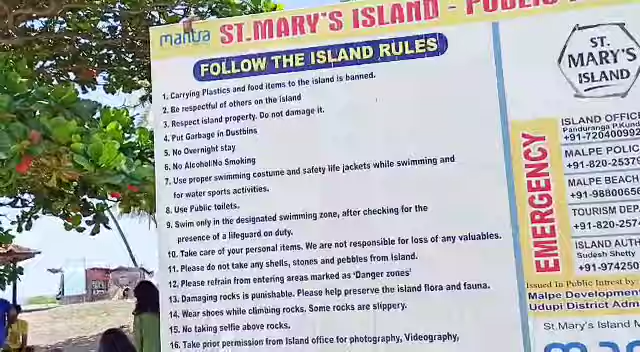 mantra ST.MARY'S ISLAND - PUBLIC
FOLLOW THE ISLAND RULES
1. Carrying Plastics and food items to the island is banned.
2. Be respectful of others on the island
3. Respect island property. Do not damage it.
4. Put Garbage in Dustbins
5. No Overnight stay
6. No Alcohol/No Smoking
7. Use proper swimming costume and safety life jackets while swimming and
for water sports activities.
8. Use Public toilets.
9. Swim only in the designated swimming zone, after checking for the
presence of a lifeguard on duty.
10. Take care of your personal items. We are not responsible for loss of any valuables.
11. Please do not take any shells, stones and pebbles from Island.
12. Please refrain from entering areas marked as 'Danger zones'
13. Damaging rocks is punishable. Please help preserve the island flora and fauna.
14. Wear shoes while climbing rocks. Some rocks are slippery.
15. No taking selfie above rocks.
16. Take prior permission from Island office for photography, Videography,
ST.
MARY'S
ISLAND
EMERGENCY
ISLAND OFFICE
Panduranga P.Kund
+91-720400992
MALPE POLIC
+91-820-2537
MALPE BEACH
+91-98800656
TOURISM DEP
+91-820-257
ISLAND AUTH
Sudesh Shetty
+91-974250
Issued In Public Intrest by
Malpe Developmen
Udupi District Adm
St.Mary's Island M